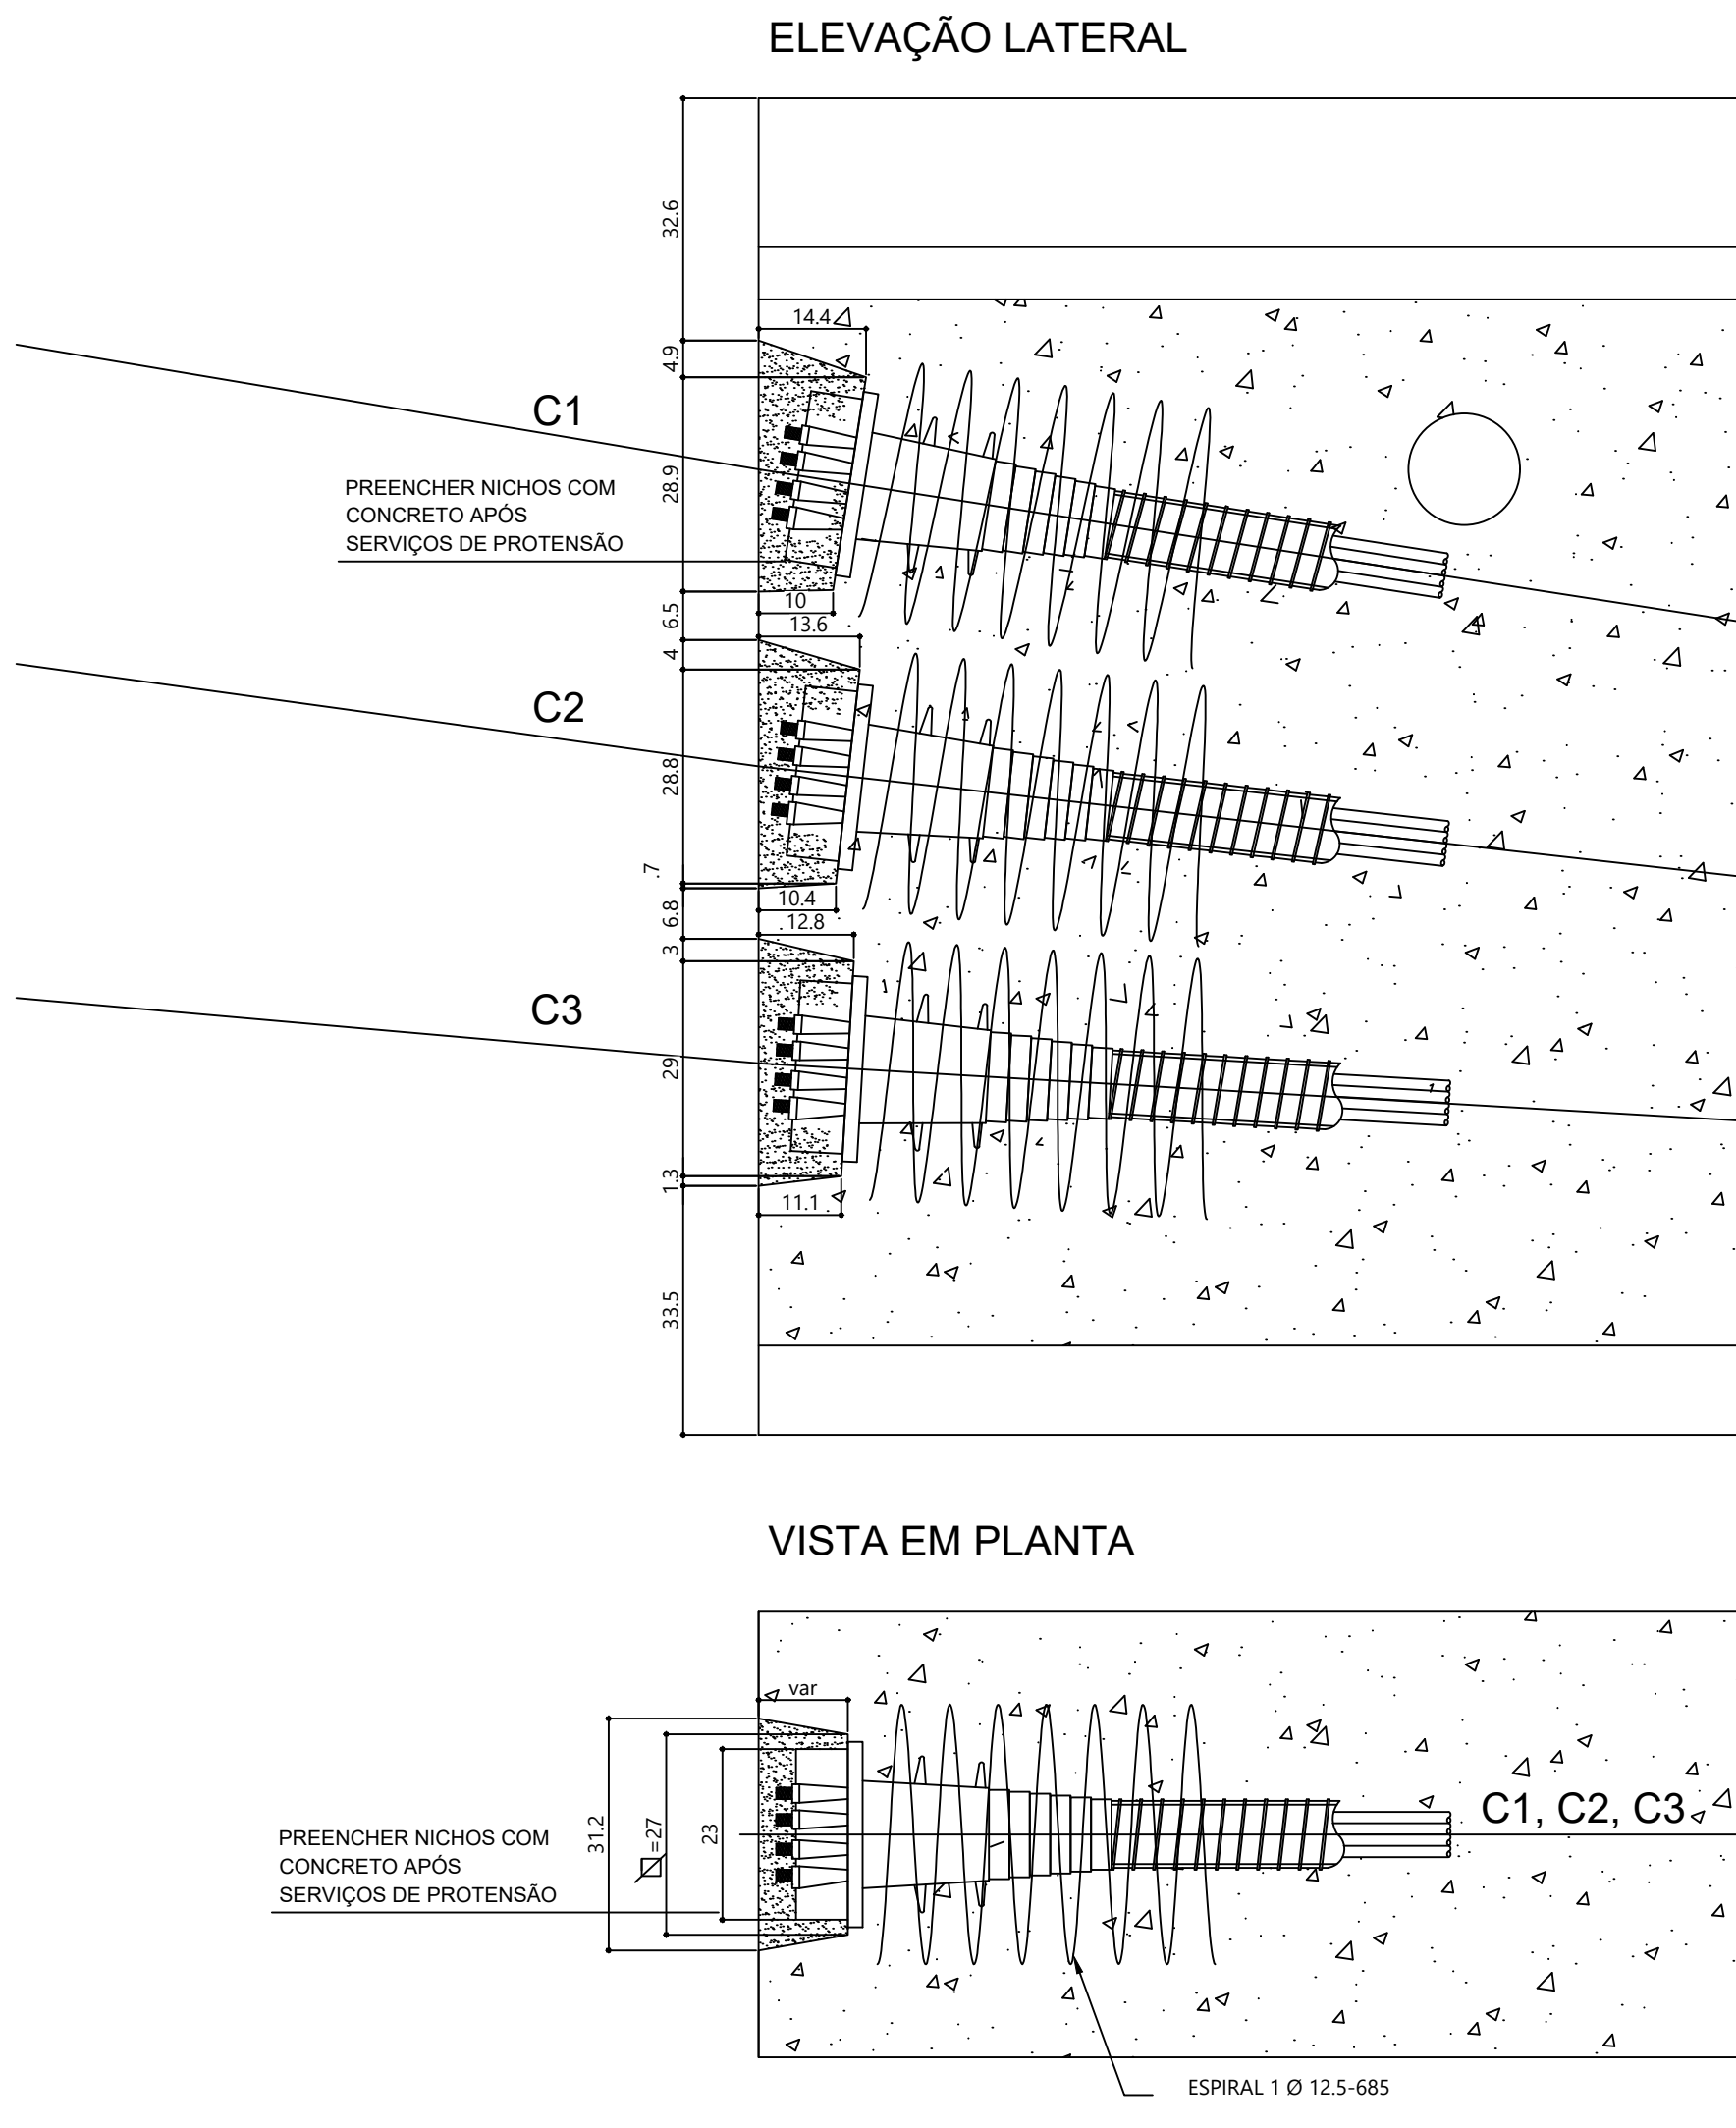 ELEVAÇÃO LATERAL
32.6
14.4
4.9
C1
28.9
PREENCHER NICHOS COM
CONCRETO APÓS
SERVIÇOS DE PROTENSÃO
10
6.5
13.6
4
C2
28.8
.7
10.4
6.8
12.8
3
C3
29
1.3
11.1
33.5
VISTA EM PLANTA
var
31.2
=27
23
C1, C2, C3
PREENCHER NICHOS COM
CONCRETO APÓS
SERVIÇOS DE PROTENSÃO
ESPIRAL 1 Ø 12.5-685